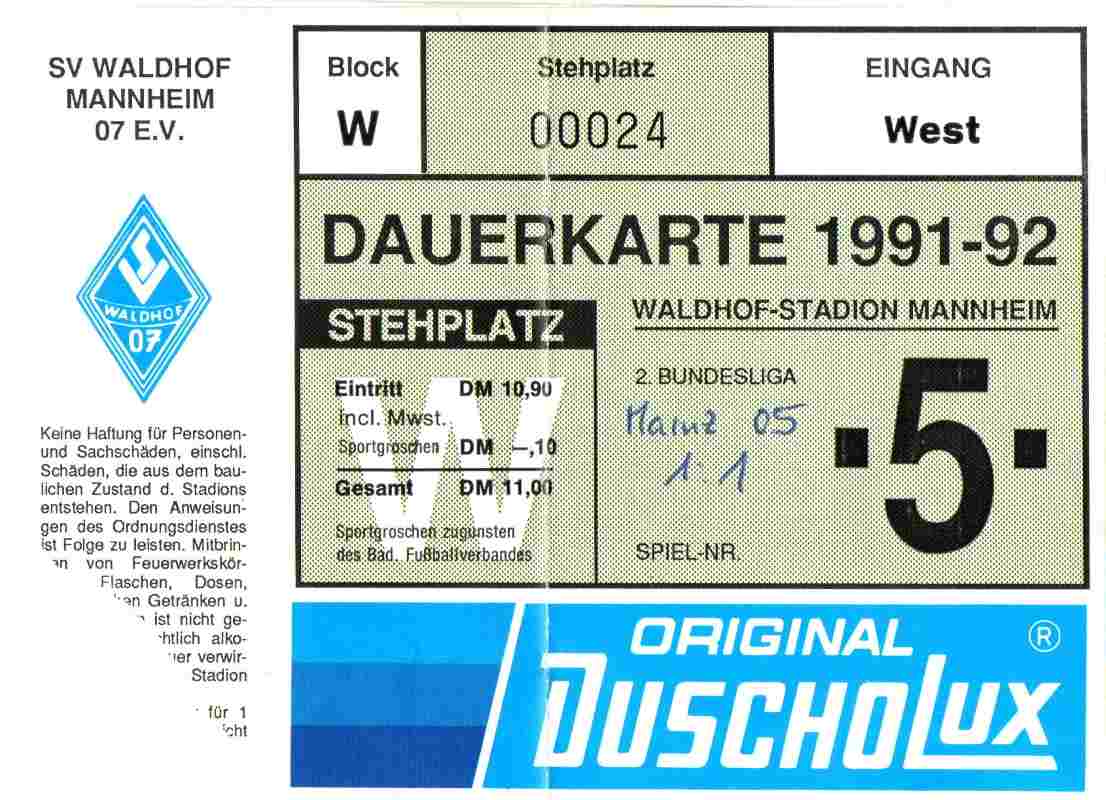 SV WALDHOF
MANNHEIM
07 E.V.
WALDHOF
07
Keine Haftung für Personen-
und Sachschäden, einschl.
Schäden, die aus dem bau-
lichen Zustand d. Stadions
entstehen. Den Anweisun-
gen des Ordnungsdienstes
ist Folge zu leisten. Mitbrin-
von Feuerwerkskör-
Flaschen, Dosen,
Getränken u.
ist nicht ge-
alko-
verwir-
Stadion
für 1
Block
W
Stehplatz
00024
EINGANG
West
DAUERKARTE 1991-92
STEHPLATZ
W
Eintritt DM 10,90
incl. Mwst.
Sportgroschen DM –,10
Gesamt DM 11,00
Sportgroschen zugunsten
des Bad. Fußballverbandes
WALDHOF-STADION MANNHEIM
2. BUNDESLIGA
Mainz 05
1:1
SPIEL-NR.
·5·
ORIGINAL ®
DUSCHOLUX